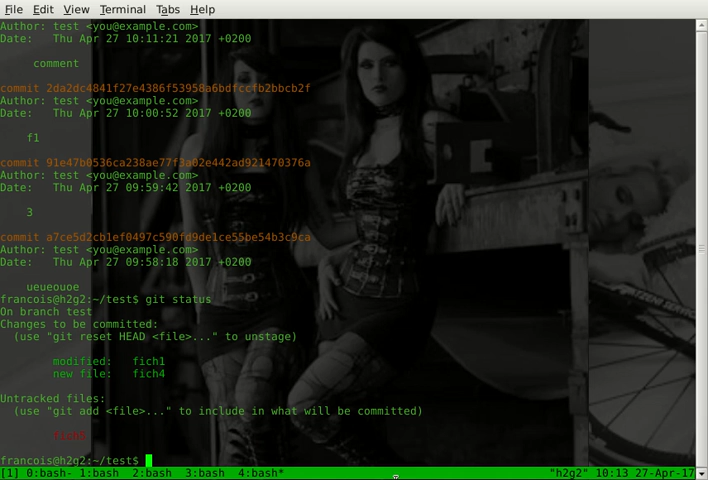 File Edit View Terminal Tabs Help
Author: test <you@example.com>
Date:   Thu Apr 27 10:11:21 2017 +0200
comment
commit 2da2dc4841f27e4386f53958a6bdfccfb2bbcb2f
Author: test <you@example.com>
Date:   Thu Apr 27 10:00:52 2017 +0200
f1
commit 91e47b0536ca238ae77f3a02e442ad921470376a
Author: test <you@example.com>
Date:   Thu Apr 27 09:59:42 2017 +0200
3
commit a7ce5d2cb1ef0497c590fd9de1ce55be54b3c9ca
Author: test <you@example.com>
Date:   Thu Apr 27 09:58:18 2017 +0200
ueueouoe
francois@h2g2:~/test$ git status
On branch test
Changes to be committed:
(use "git reset HEAD <file>..." to unstage)
modified:   fich1
new file:   fich4
Untracked files:
(use "git add <file>..." to include in what will be committed)
francois@h2g2:~/test$
[1] 0:bash- 1:bash  2:bash  3:bash  4:bash* "h2g2" 10:13 27-Apr-17